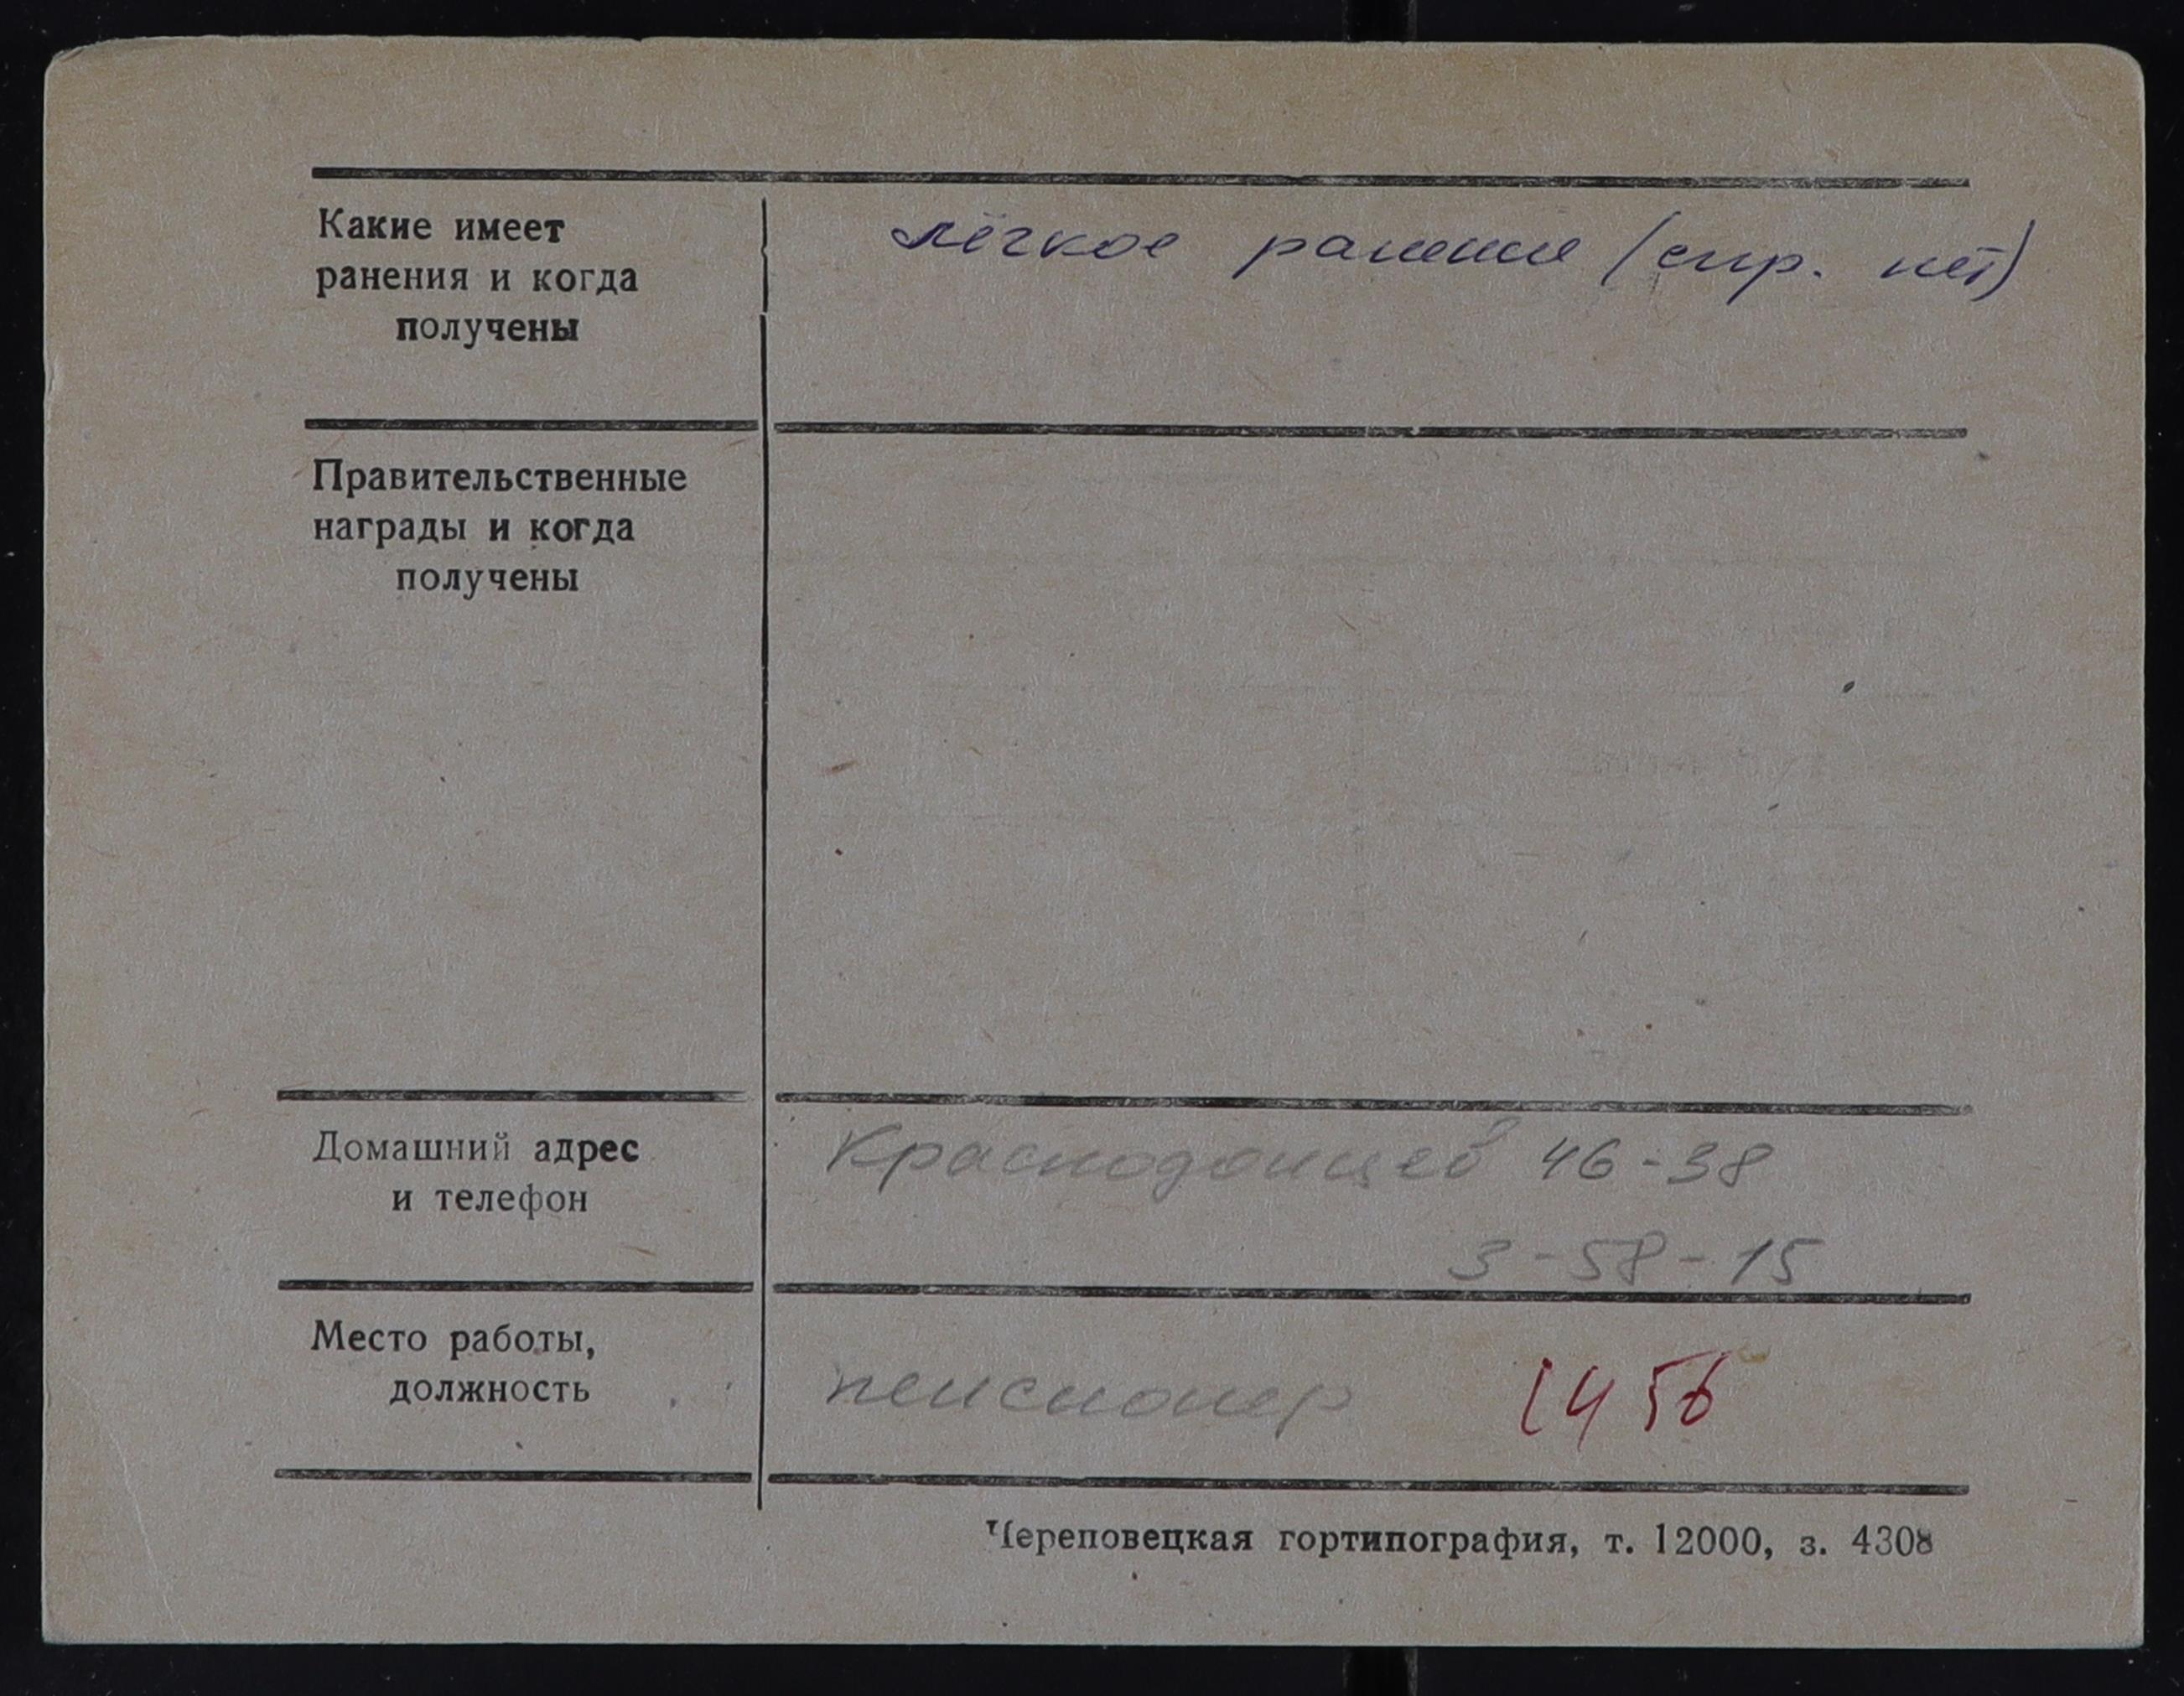 Какие имеет
ранения и когда
получены
лёгкое ранение (спр. нет)
Правительственные
награды и когда
получены
Домашний адрес
и телефон
Краснодонцев 46-38
3-58-15
Место работы,
должность
пенсионер 1456
Череповецкая гортипография, т. 12000, з. 4308